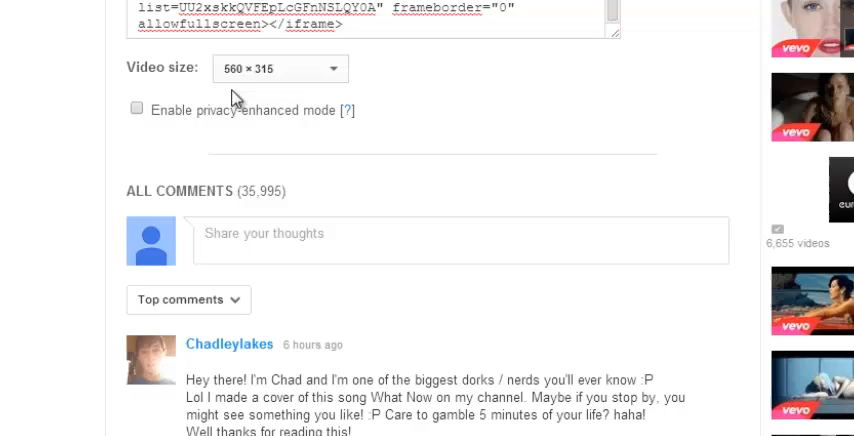 list=UU2xskkQVFEpLcGFnNSLQY0A" frameborder="0"
allowfullscreen></iframe>
Video size: 560 × 315
Enable privacy-enhanced mode [?]
ALL COMMENTS (35,995)
Share your thoughts
Top comments
Chadleylakes 6 hours ago
Hey there! I'm Chad and I'm one of the biggest dorks / nerds you'll ever know :P
Lol I made a cover of this song What Now on my channel. Maybe if you stop by, you
might see something you like! :P Care to gamble 5 minutes of your life? haha!
Well thanks for reading this!
vevo
vevo
6,655 videos
vevo
vevo